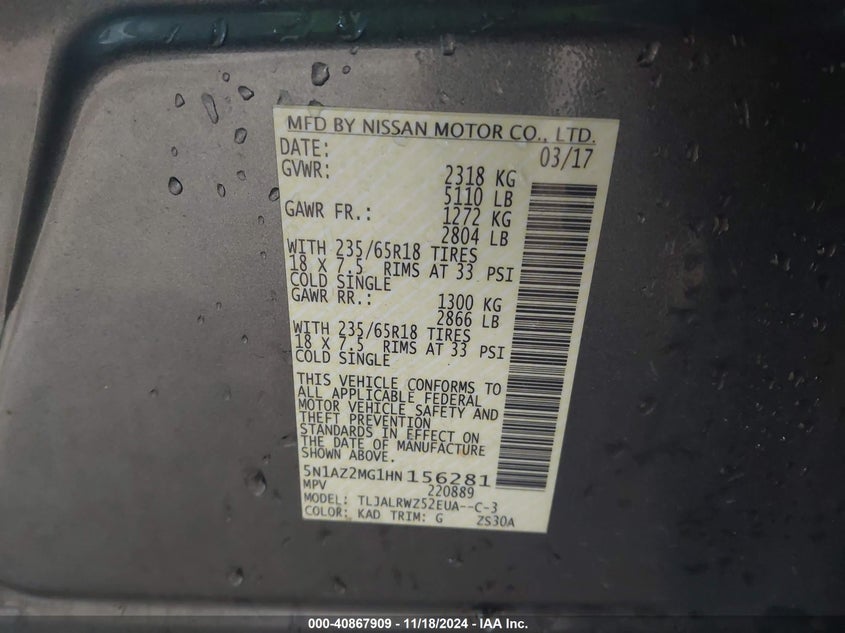 MFD BY NISSAN MOTOR CO., LTD.
DATE: 03/17
GVWR: 2318 KG
5110 LB
GAWR FR.: 1272 KG
2804 LB
WITH 235/65R18 TIRES
18 X 7.5 RIMS AT 33 PSI
COLD SINGLE
GAWR RR.: 1300 KG
2866 LB
WITH 235/65R18 TIRES
18 X 7.5 RIMS AT 33 PSI
COLD SINGLE
THIS VEHICLE CONFORMS TO
ALL APPLICABLE FEDERAL
MOTOR VEHICLE SAFETY AND
THEFT PREVENTION
STANDARDS IN EFFECT ON
THE DATE OF MANUFACTURE
SHOWN ABOVE.
5N1AZ2MG1HN156281
MPV 220889
MODEL: TLJALRWZ52EUA--C-3
COLOR: KAD TRIM: G ZS30A
000-40867909 - 11/18/2024 - IAA Inc.